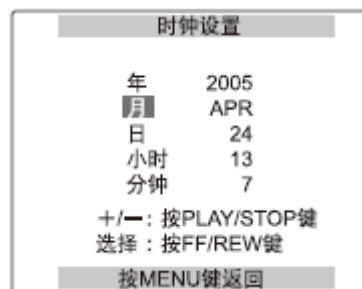 时钟设置
年 2005
月 APR
日 24
小时 13
分钟 7
+/-: 按PLAY/STOP键
选择：按FF/REW键
按MENU键返回